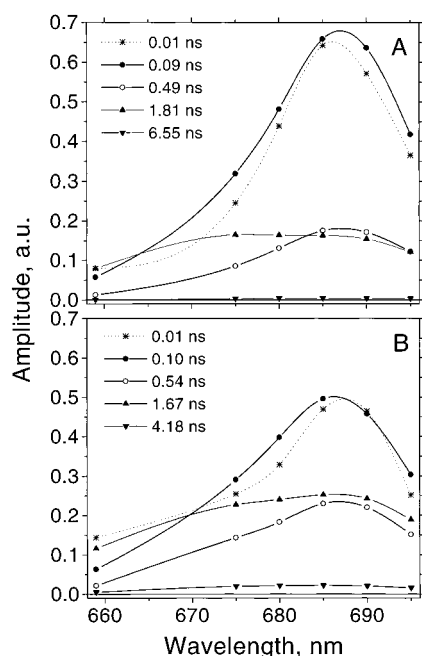 0.7
0.6
0.5
0.4
0.3
0.2
0.1
0.0
A
0.01 ns
0.09 ns
0.49 ns
1.81 ns
6.55 ns
Amplitude, a.u.
0.7
0.6
0.5
0.4
0.3
0.2
0.1
0.0
B
0.01 ns
0.10 ns
0.54 ns
1.67 ns
4.18 ns
660 670 680 690
Wavelength, nm